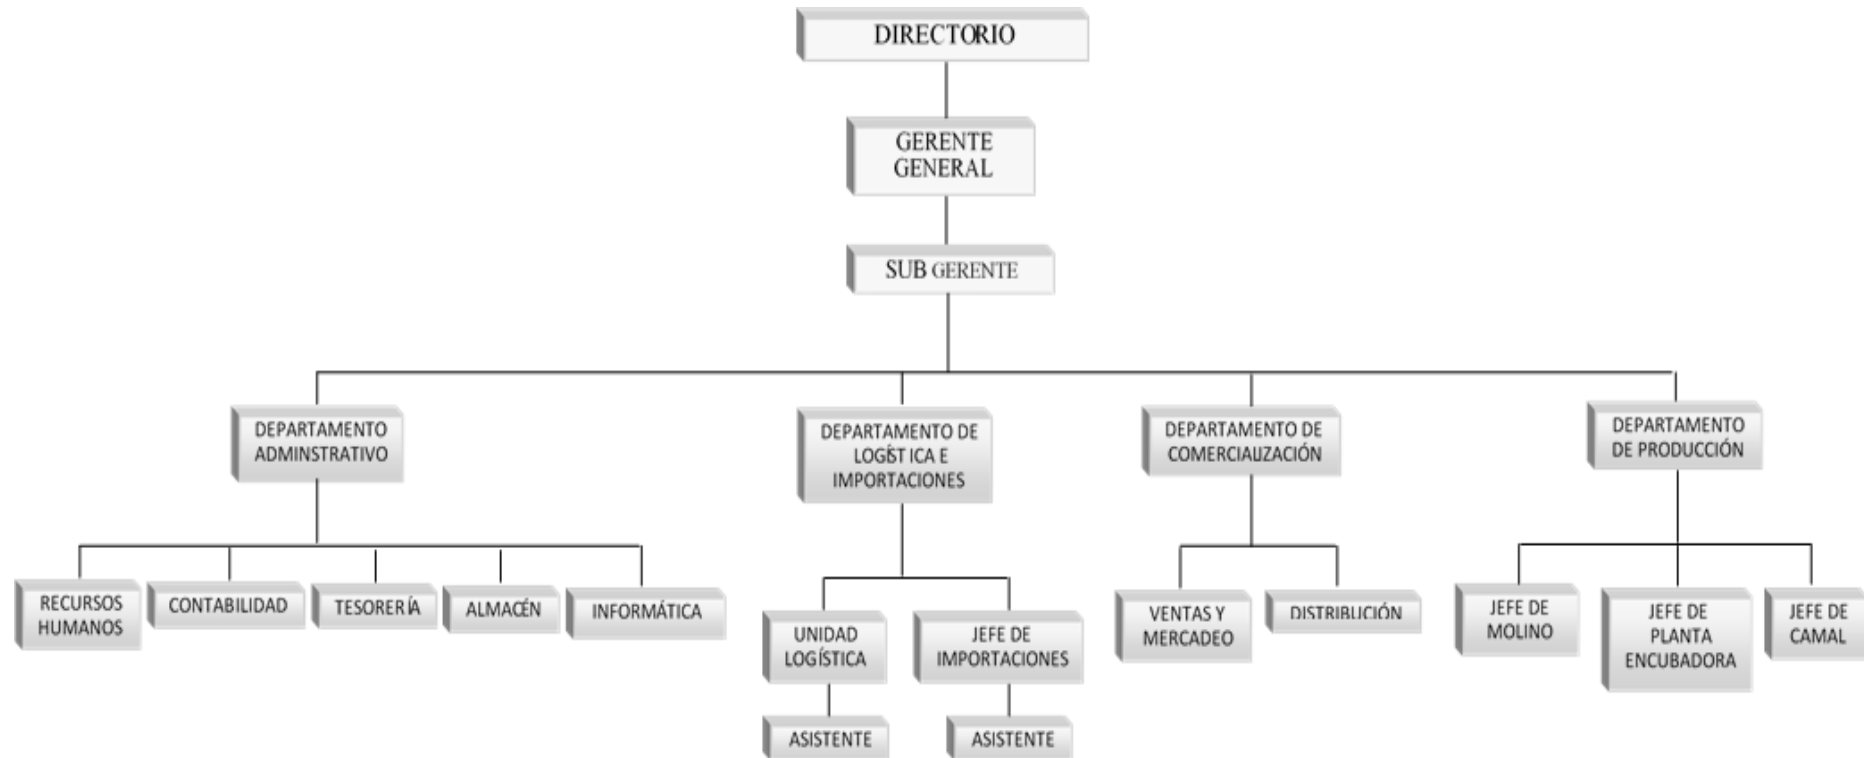 DIRECTORIO
GERENTE
GENERAL
SUB GERENTE
DEPARTAMENTO
ADMINSTRATIVO
DEPARTAMENTO DE
LOGÍSTICA E
IMPORTACIONES
DEPARTAMENTO DE
COMERCIALIZACIÓN
DEPARTAMENTO
DE PRODUCCIÓN
RECURSOS
HUMANOS
CONTABILIDAD
TESORERÍA
ALMACÉN
INFORMÁTICA
UNIDAD
LOGÍSTICA
JEFE DE
IMPORTACIONES
VENTAS Y
MERCADEO
DISTRIBUCIÓN
JEFE DE
MOLINO
JEFE DE
PLANTA
ENCUBADORA
JEFE DE
CAMAL
ASISTENTE
ASISTENTE